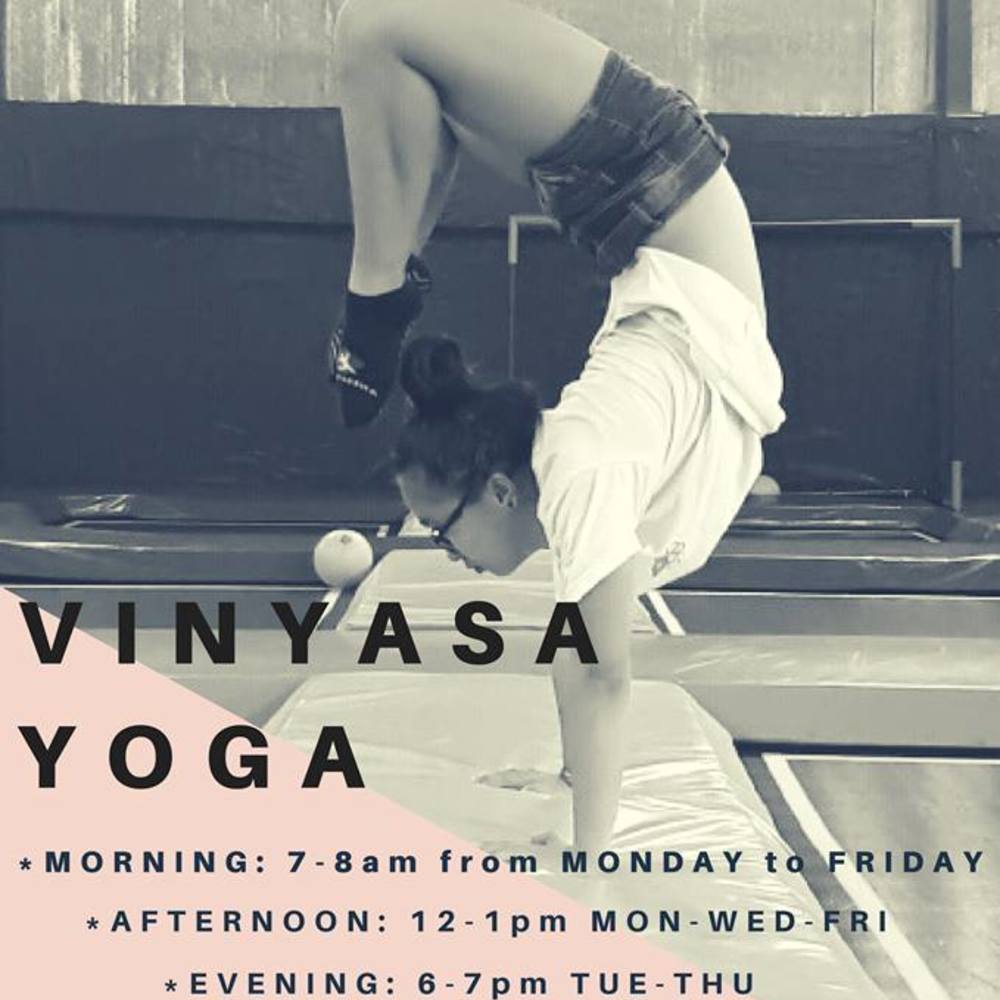 VINYASA
YOGA
*MORNING: 7-8am from MONDAY to FRIDAY
*AFTERNOON: 12-1pm MON-WED-FRI
*EVENING: 6-7pm TUE-THU